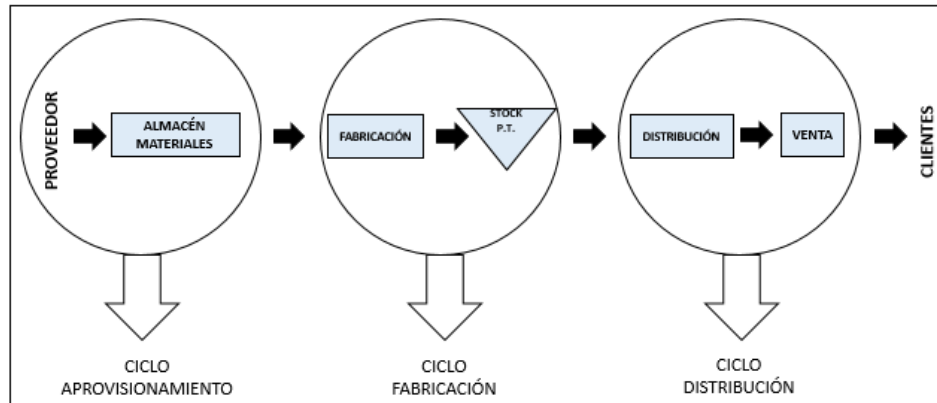 PROVEEDOR
ALMACÉN
MATERIALES
FABRICACIÓN
STOCK
P.T.
DISTRIBUCIÓN
VENTA
CLIENTES
CICLO
APROVISIONAMIENTO
CICLO
FABRICACIÓN
CICLO
DISTRIBUCIÓN